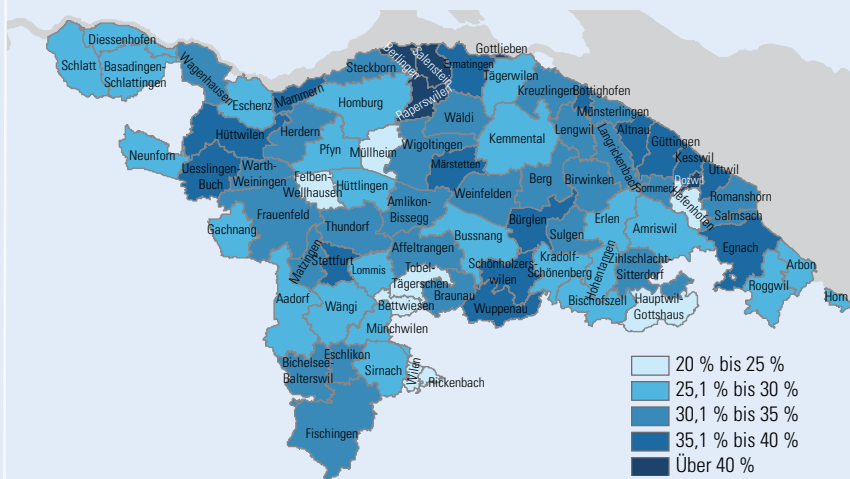 Gottlieben
Diessenhofen
Schlatt
Basadingen-
Schlattingen
Wagenhausen
Eschenz
Mammern
Steckborn
Berlingen
Salenstein
Ermatingen
Tägerwilen
Kreuzlingen
Bottighofen
Homburg
Raperswilen
Wäldi
Münsterlingen
Hüttwilen
Herdern
Pfyn
Müllheim
Wigoltingen
Kemmental
Lengwil
Langrickenbach
Altnau
Güttingen
Kesswil
Uttwil
Neunforn
Uesslingen-
Buch
Warth-
Weiningen
Felben-
Wellhausen
Hüttlingen
Märstetten
Weinfelden
Berg
Birwinken
Sommeri
Dozwil
Hefenhofen
Romanshorn
Salmsach
Gachnang
Frauenfeld
Thundorf
Amlikon-
Bissegg
Bussnang
Bürglen
Sulgen
Erlen
Amriswil
Egnach
Matzingen
Stettfurt
Lommis
Affeltrangen
Tobel-
Tägerschen
Schönholzers-
wilen
Kradolf-
Schönenberg
Hohentannen
Zihlschlacht-
Sitterdorf
Arbon
Roggwil
Horn
Aadorf
Wängi
Bettwiesen
Braunau
Wuppenau
Bischofszell
Hauptwil-
Gottshaus
Münchwilen
Bichelsee-
Balterswil
Eschlikon
Sirnach
Wilen
Rickenbach
Fischingen
20 % bis 25 %
25,1 % bis 30 %
30,1 % bis 35 %
35,1 % bis 40 %
Über 40 %